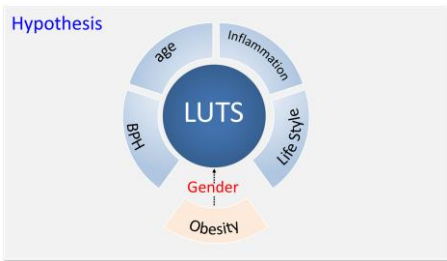 Hypothesis
age
Inflammation
BPH
LUTS
Life Style
Gender
Obesity